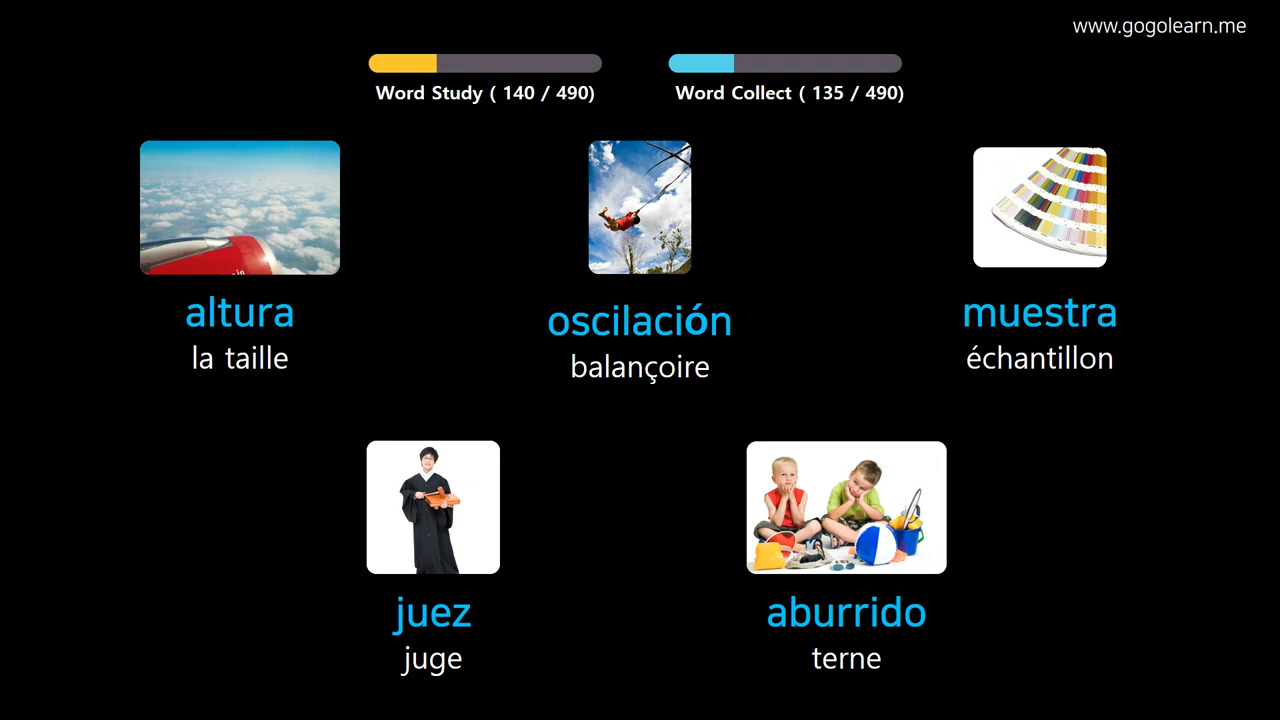 www.gogolearn.me
Word Study ( 140 / 490)
Word Collect ( 135 / 490)
altura
la taille
oscilación
balançoire
muestra
échantillon
juez
juge
aburrido
terne